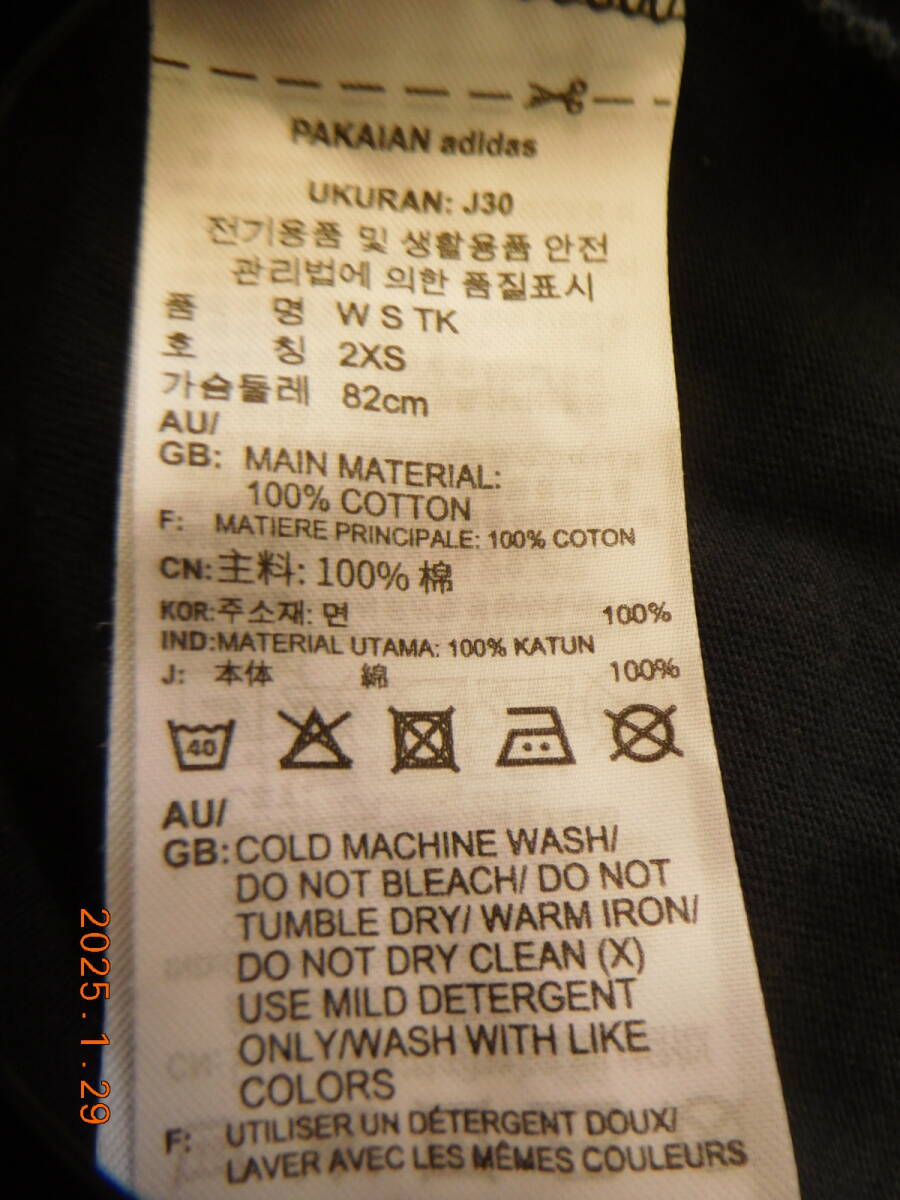 PAKAIAN adidas
UKURAN: J30
전기용품 및 생활용품 안전
관리법에 의한 품질표시
품 명 W S TK
호 칭 2XS
가슴둘레 82cm
AU/
GB: MAIN MATERIAL:
100% COTTON
F: MATIERE PRINCIPALE: 100% COTON
CN:主料: 100% 棉
KOR:주소재: 면 100%
IND:MATERIAL UTAMA: 100% KATUN
J: 本体 綿 100%
40
AU/
GB:COLD MACHINE WASH/
DO NOT BLEACH/ DO NOT
TUMBLE DRY/ WARM IRON/
DO NOT DRY CLEAN (X)
USE MILD DETERGENT
ONLY/WASH WITH LIKE
COLORS
F: UTILISER UN DÉTERGENT DOUX/
LAVER AVEC LES MÊMES COULEURS
2025.1.29